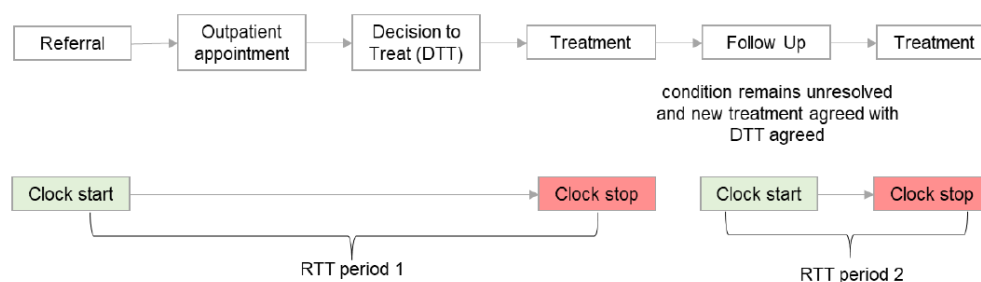 Referral
Outpatient
appointment
Decision to
Treat (DTT)
Treatment
Follow Up
Treatment
condition remains unresolved
and new treatment agreed with
DTT agreed
Clock start
Clock stop
Clock start
Clock stop
RTT period 1
RTT period 2